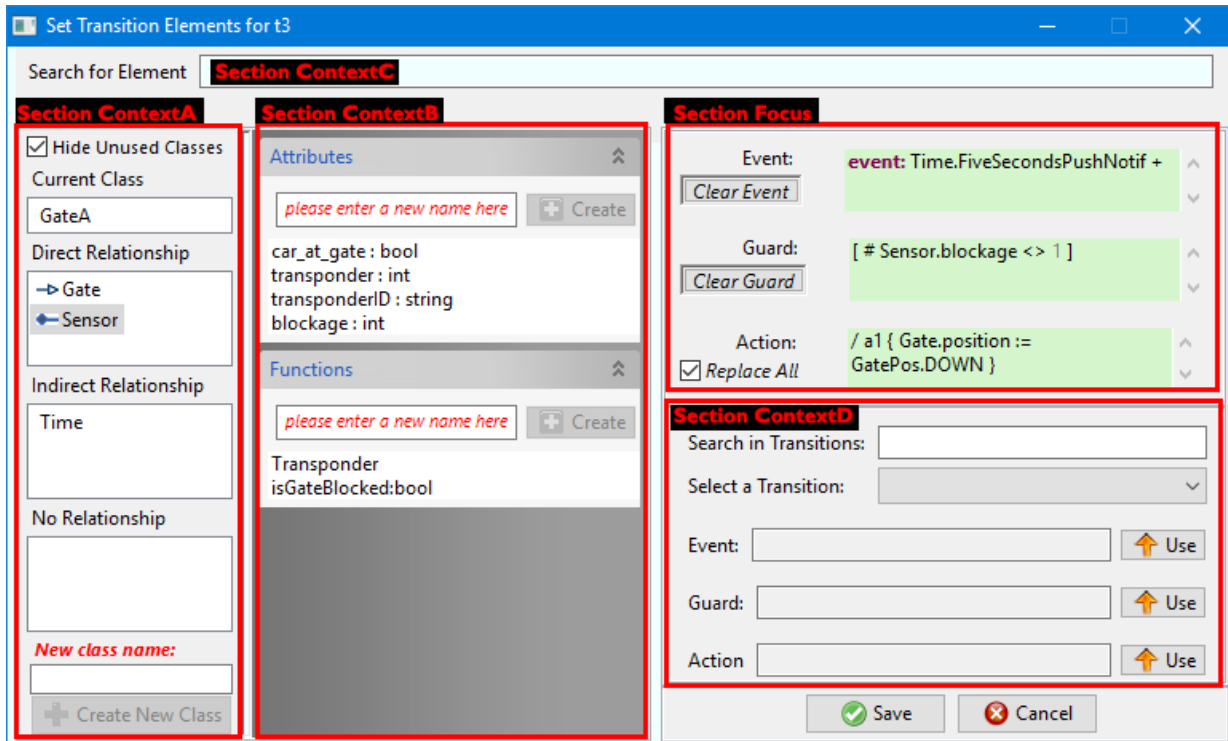 Set Transition Elements for t3
Search for Element
Section ContextC
Section ContextA
Hide Unused Classes
Current Class
GateA
Direct Relationship
Gate
Sensor
Indirect Relationship
Time
No Relationship
New class name:
Create New Class
Section ContextB
Attributes
please enter a new name here
Create
car_at_gate : bool
transponder : int
transponderID : string
blockage : int
Functions
please enter a new name here
Create
Transponder
isGateBlocked:bool
Section Focus
Event:
event: Time.FiveSecondsPushNotif +
Clear Event
Guard:
[ # Sensor.blockage <> 1 ]
Clear Guard
Action:
/ a1 { Gate.position :=
GatePos.DOWN }
Replace All
Section ContextD
Search in Transitions:
Select a Transition:
Event:
Use
Guard:
Use
Action
Use
Save
Cancel